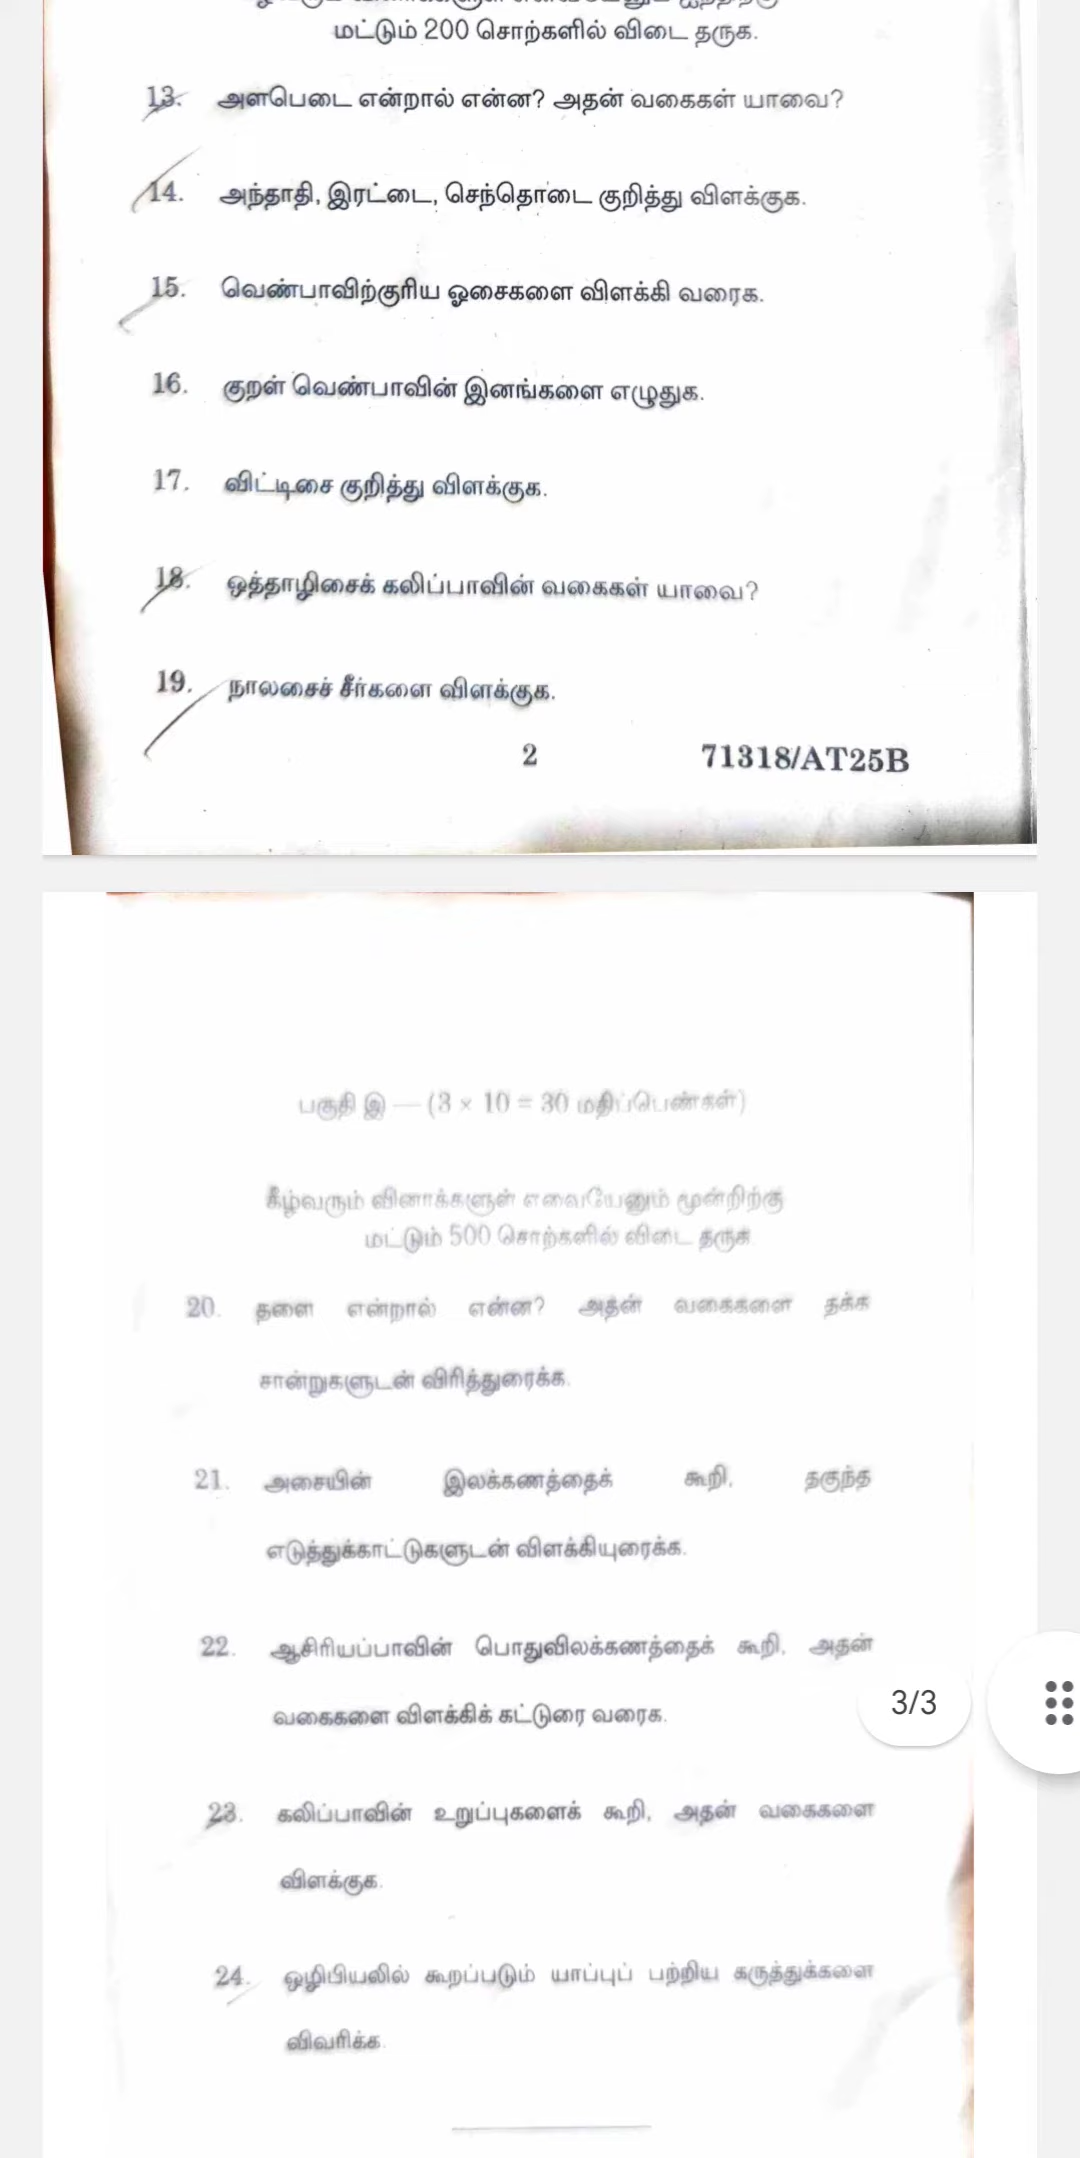 மட்டும் 200 சொற்களில் விடை தருக.
13. அளபெடை என்றால் என்ன? அதன் வகைகள் யாவை?
14. அந்தாதி, இரட்டை, செந்தொடை குறித்து விளக்குக.
15. வெண்பாவிற்குரிய ஓசைகளை விளக்கி வரைக.
16. குறள் வெண்பாவின் இனங்களை எழுதுக.
17. விட்டிசை குறித்து விளக்குக.
18. ஒத்தாழிசைக் கலிப்பாவின் வகைகள் யாவை?
19. நாலசைச் சீர்களை விளக்குக.
2 71318/AT25B
பகுதி இ — (3 × 10 = 30 மதிப்பெண்கள்)
கீழ்வரும் வினாக்களுள் எவையேனும் மூன்றிற்கு
மட்டும் 500 சொற்களில் விடை தருக
20. தளை என்றால் என்ன? அதன் வகைகளை தக்க
சான்றுகளுடன் விரித்துரைக்க.
21. அசையின் இலக்கணத்தைக் கூறி, தகுந்த
எடுத்துக்காட்டுகளுடன் விளக்கியுரைக்க.
22. ஆசிரியப்பாவின் பொதுவிலக்கணத்தைக் கூறி, அதன்
வகைகளை விளக்கிக் கட்டுரை வரைக.
3/3
23. கலிப்பாவின் உறுப்புகளைக் கூறி, அதன் வகைகளை
விளக்குக.
24. ஒழிபியலில் கூறப்படும் யாப்புப் பற்றிய கருத்துக்களை
விவரிக்க.